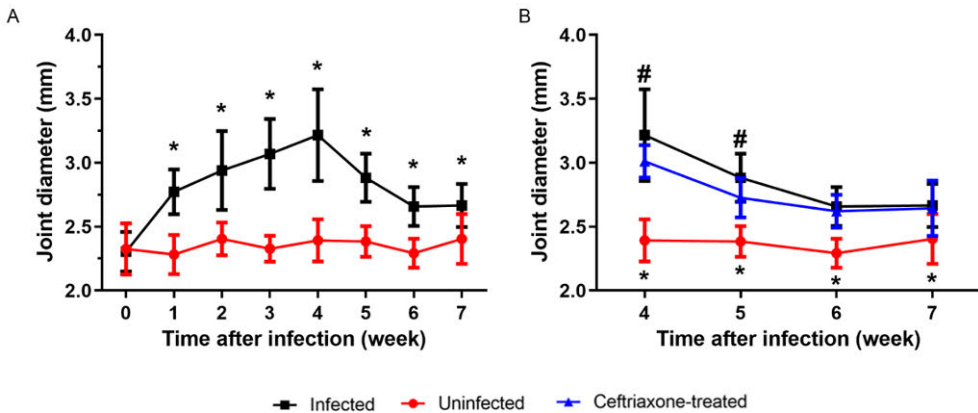 A
Joint diameter (mm)
4.0
3.5
3.0
2.5
2.0
* * * * * * *
0 1 2 3 4 5 6 7
Time after infection (week)
B
Joint diameter (mm)
4.0
3.5
3.0
2.5
2.0
# #
* * * *
4 5 6 7
Time after infection (week)
Infected Uninfected Ceftriaxone-treated